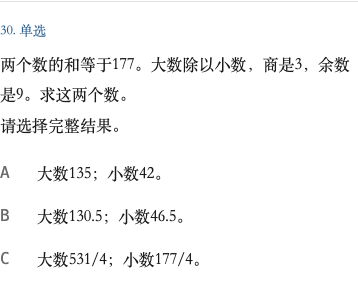 30. 单选
两个数的和等于177。大数除以小数，商是3，余数
是9。求这两个数。
请选择完整结果。
A 大数135；小数42。
B 大数130.5；小数46.5。
C 大数531/4；小数177/4。